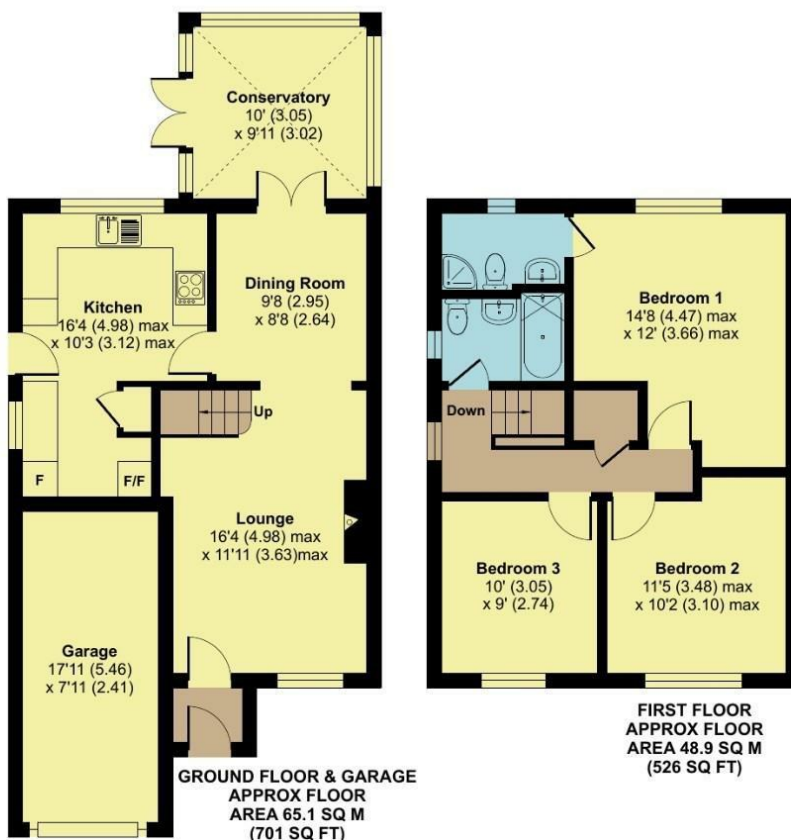 Conservatory
10' (3.05)
x 9'11 (3.02)
Kitchen
16'4 (4.98) max
x 10'3 (3.12) max
Dining Room
9'8 (2.95)
x 8'8 (2.64)
Up
F
F/F
Lounge
16'4 (4.98) max
x 11'11 (3.63)max
Garage
17'11 (5.46)
x 7'11 (2.41)
GROUND FLOOR & GARAGE
APPROX FLOOR
AREA 65.1 SQ M
(701 SQ FT)
Bedroom 1
14'8 (4.47) max
x 12' (3.66) max
Down
Bedroom 3
10' (3.05)
x 9' (2.74)
Bedroom 2
11'5 (3.48) max
x 10'2 (3.10) max
FIRST FLOOR
APPROX FLOOR
AREA 48.9 SQ M
(526 SQ FT)